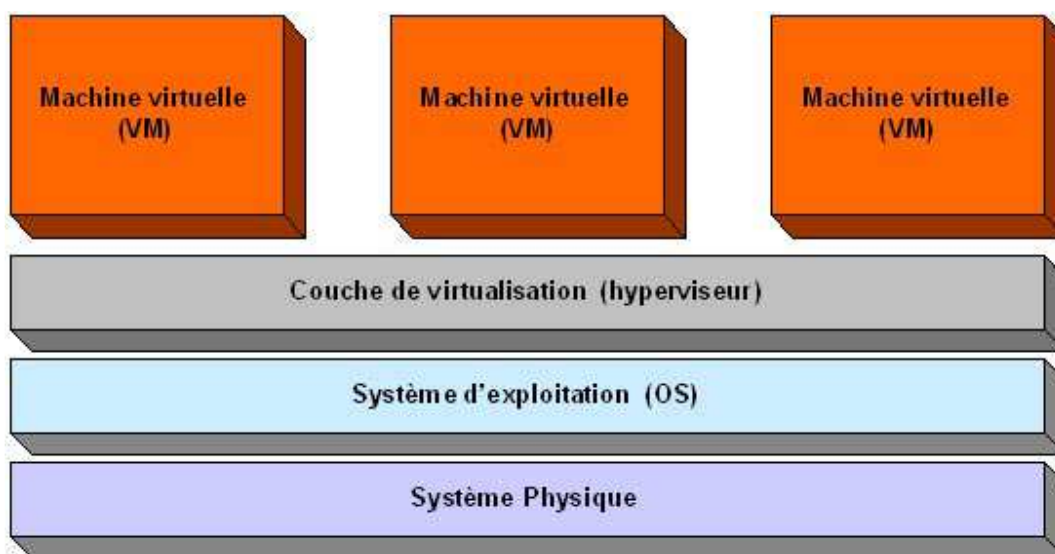 Machine virtuelle
(VM)
Machine virtuelle
(VM)
Machine virtuelle
(VM)
Couche de virtualisation (hyperviseur)
Système d'exploitation (OS)
Système Physique